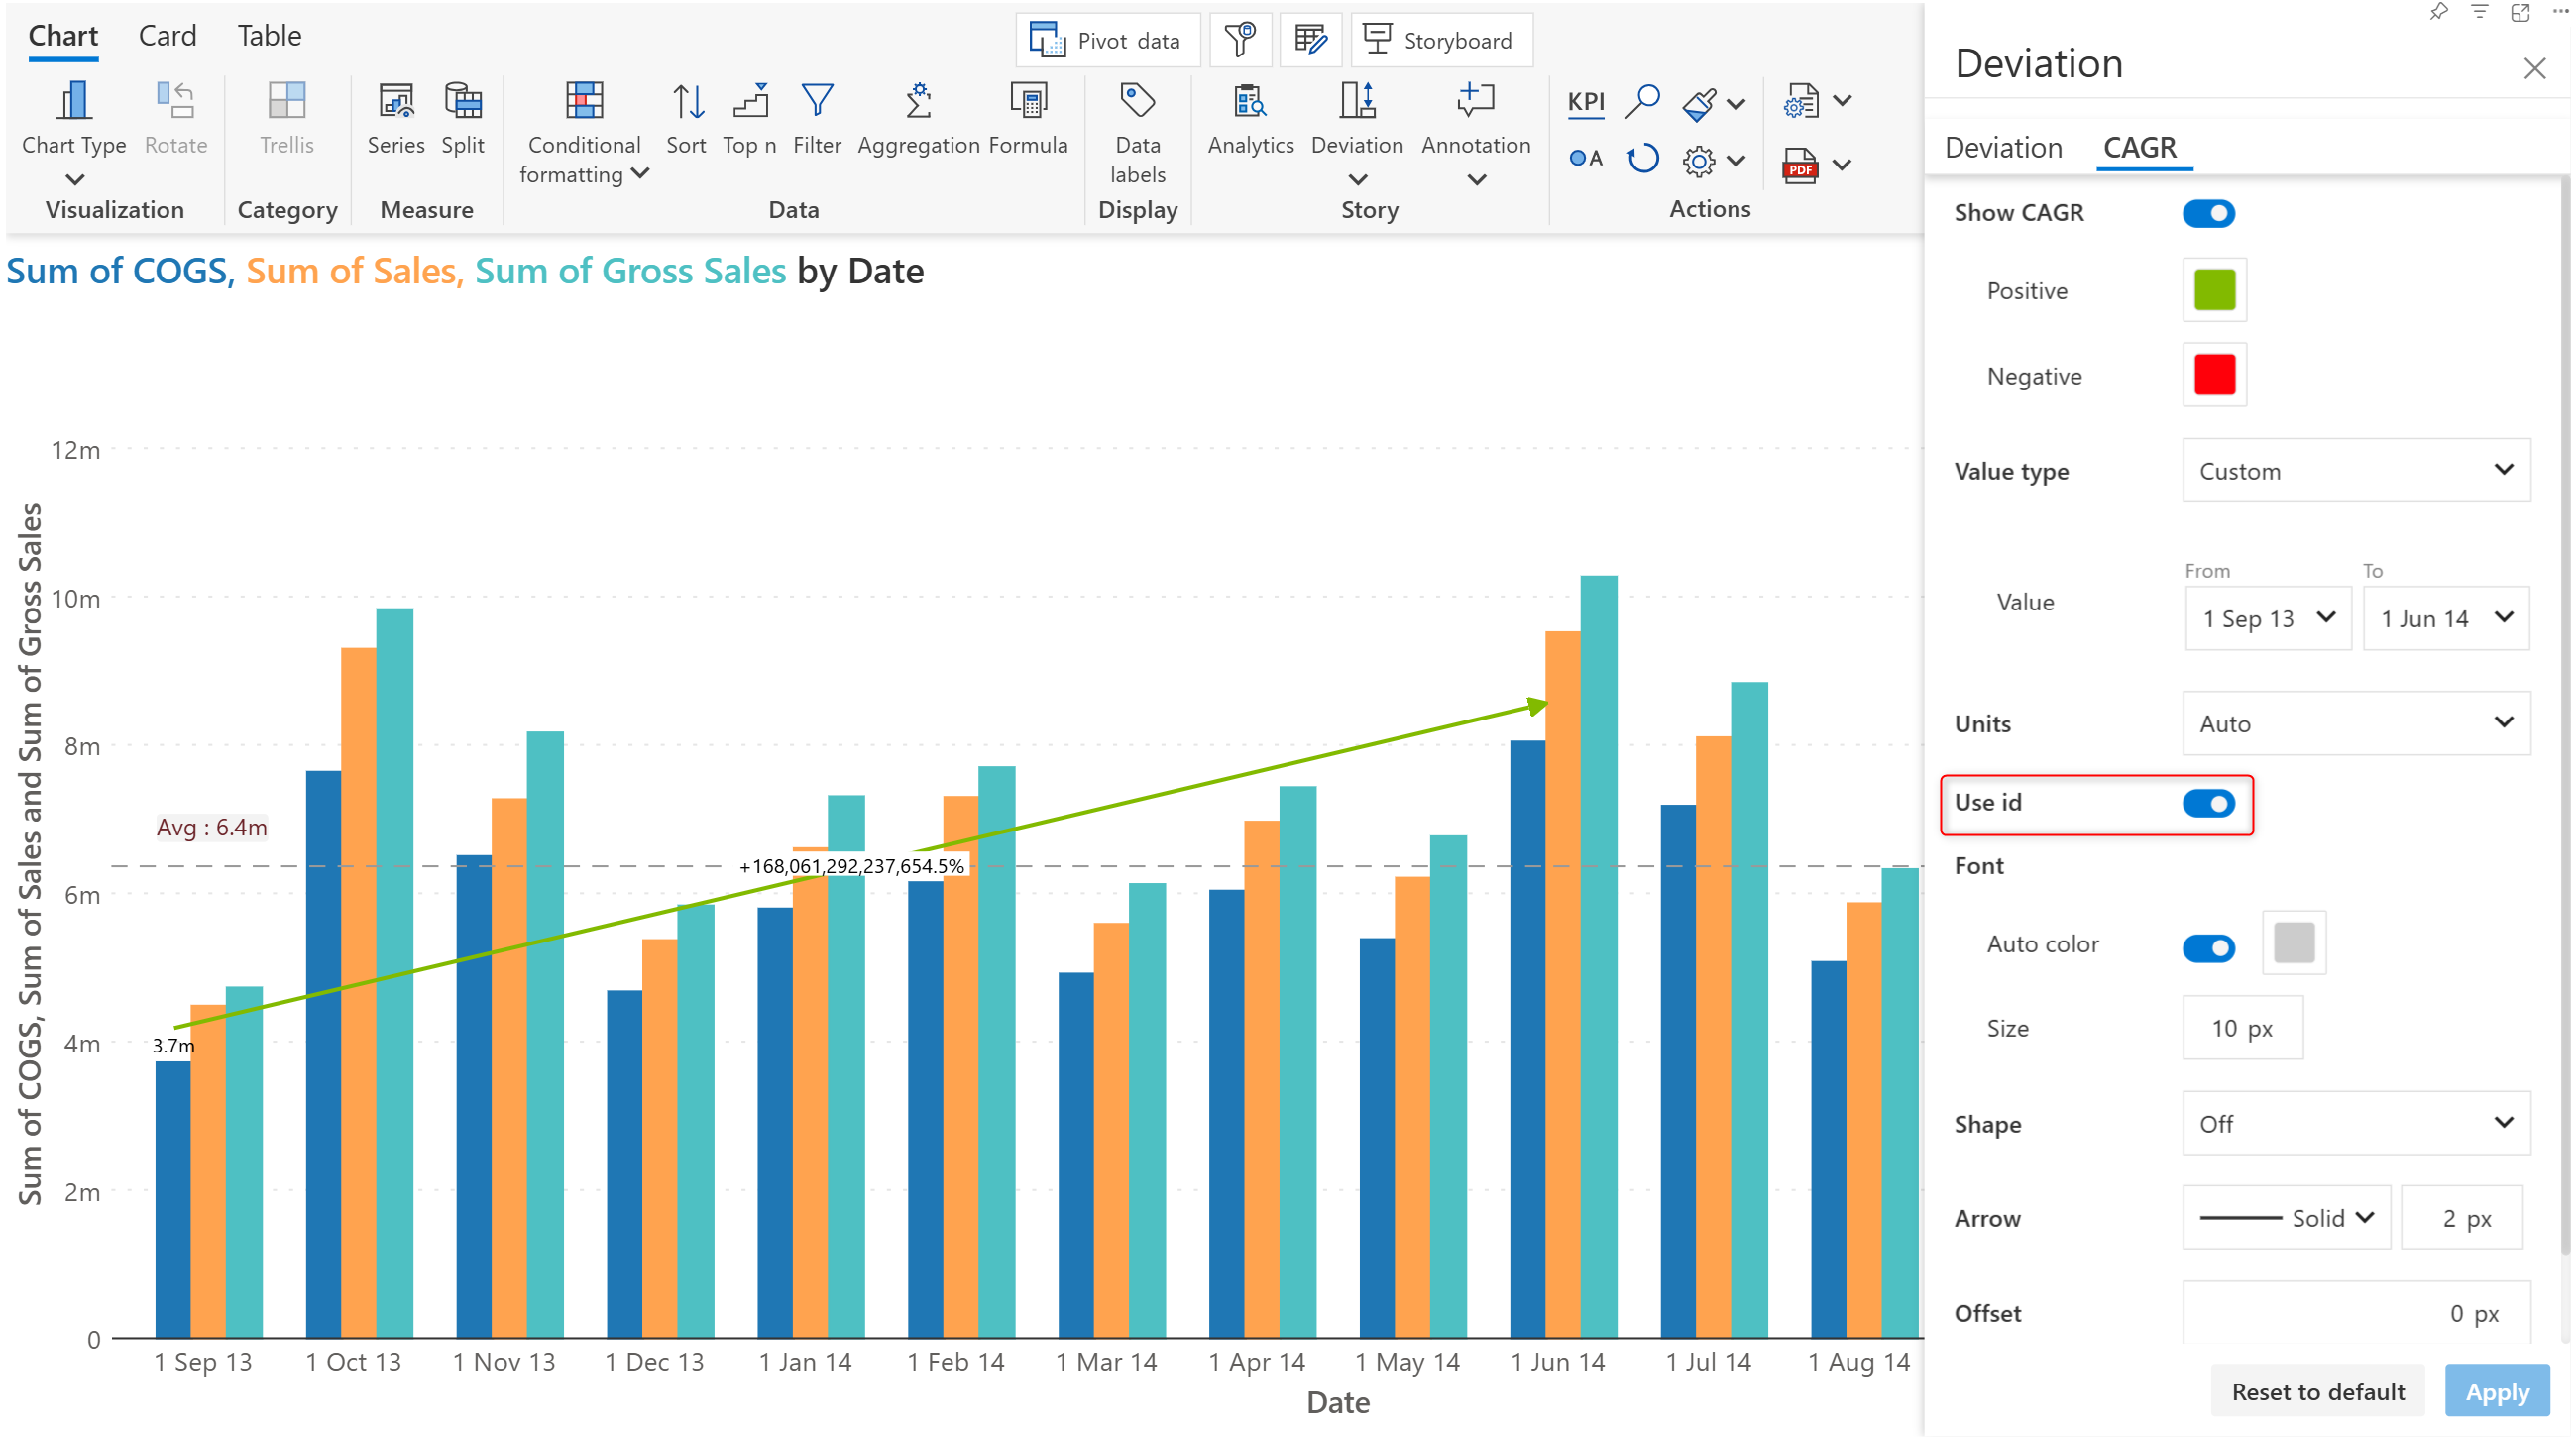 Chart Card Table
Pivot data Storyboard
Chart Type Rotate Trellis Series Split Conditional formatting Sort Top n Filter Aggregation Formula Data labels Analytics Deviation Annotation KPI
A PDF
Visualization Category Measure Data Display Story Actions
Sum of COGS, Sum of Sales, Sum of Gross Sales by Date
Sum of COGS, Sum of Sales and Sum of Gross Sales
12m
10m
8m
6m
4m
2m
0
Avg : 6.4m
+168,061,292,237,654.5%
3.7m
1 Sep 13 1 Oct 13 1 Nov 13 1 Dec 13 1 Jan 14 1 Feb 14 1 Mar 14 1 Apr 14 1 May 14 1 Jun 14 1 Jul 14 1 Aug 14
Date
Deviation
Deviation CAGR
Show CAGR
Positive
Negative
Value type Custom
From To
Value 1 Sep 13 1 Jun 14
Units Auto
Use id
Font
Auto color
Size 10 px
Shape Off
Arrow Solid 2 px
Offset 0 px
Reset to default Apply